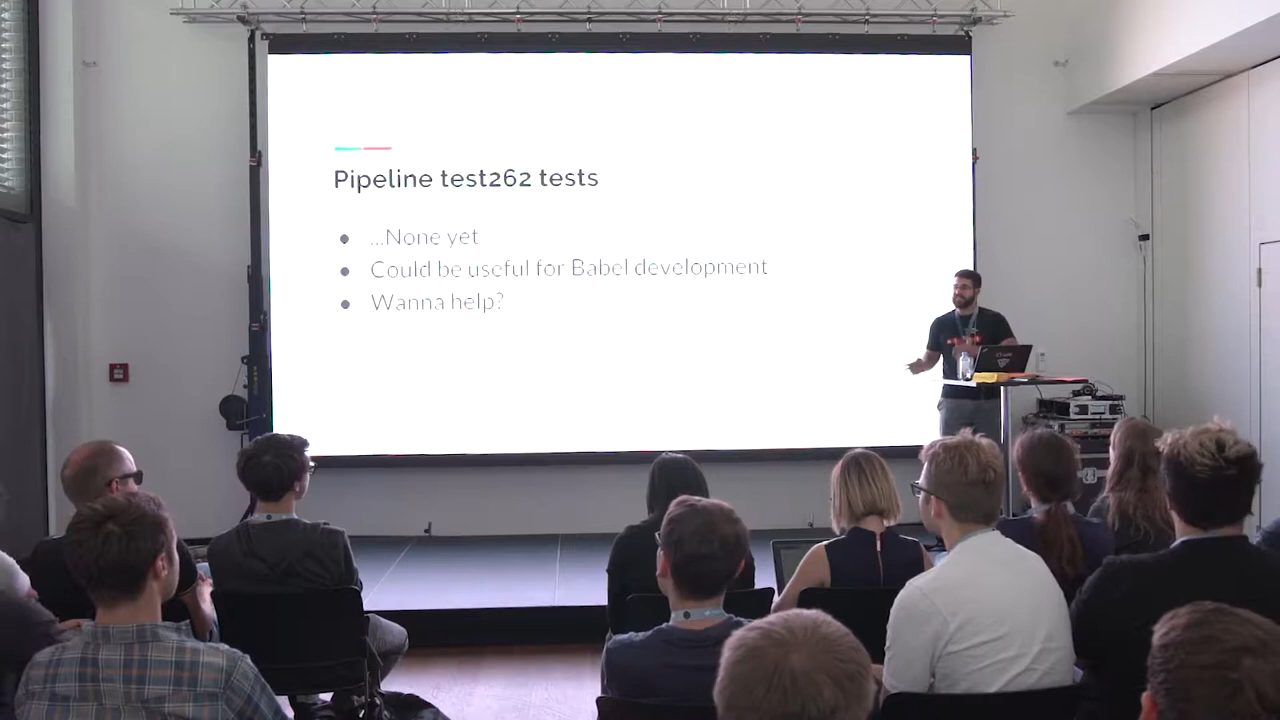 Pipeline test262 tests
...None yet
Could be useful for Babel development
Wanna help?